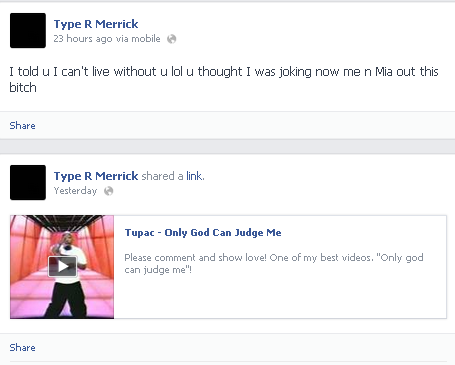 Type R Merrick
23 hours ago via mobile
I told u I can't live without u lol u thought I was joking now me n Mia out this
bitch
Share
Type R Merrick shared a link.
Yesterday
Tupac - Only God Can Judge Me
Please comment and show love! One of my best videos. "Only god
can judge me"!
Share